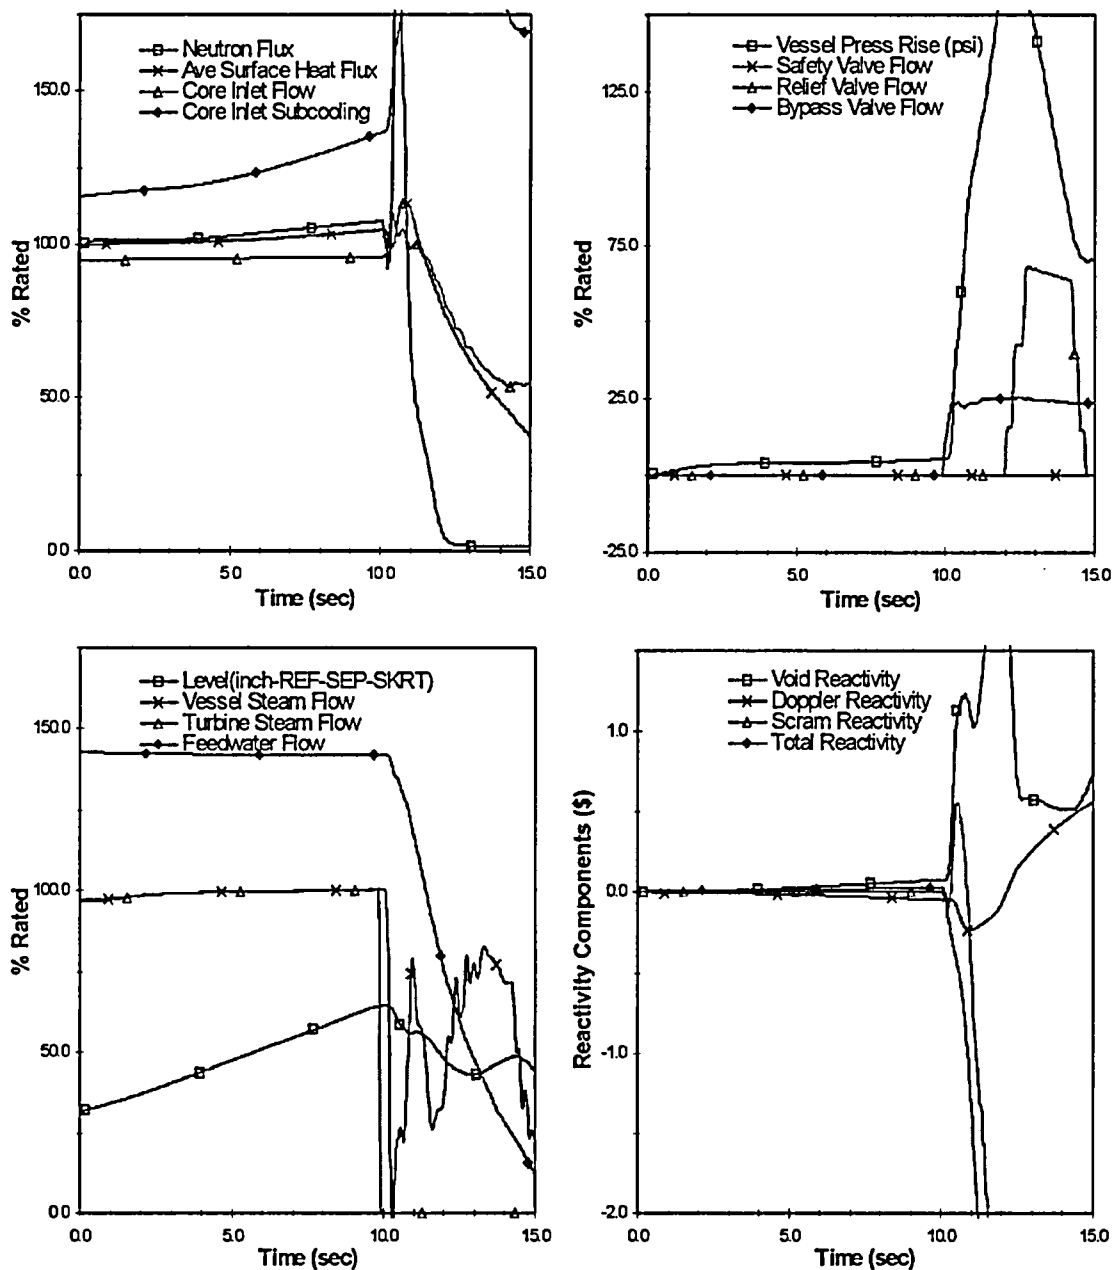 Neutron Flux
Ave Surface Heat Flux
Core Inlet Flow
Core Inlet Subcooling
150.0
100.0
50.0
0.0
% Rated
0.0 5.0 10.0 15.0
Time (sec)
Vessel Press Rise (psi)
Safety Valve Flow
Relief Valve Flow
Bypass Valve Flow
125.0
75.0
25.0
-25.0
% Rated
0.0 5.0 10.0 15.0
Time (sec)
Level(inch-REF-SEP-SKRT)
Vessel Steam Flow
Turbine Steam Flow
Feedwater Flow
150.0
100.0
50.0
0.0
% Rated
0.0 5.0 10.0 15.0
Time (sec)
Void Reactivity
Doppler Reactivity
Scram Reactivity
Total Reactivity
1.0
0.0
-1.0
-2.0
Reactivity Components ($)
0.0 5.0 10.0 15.0
Time (sec)